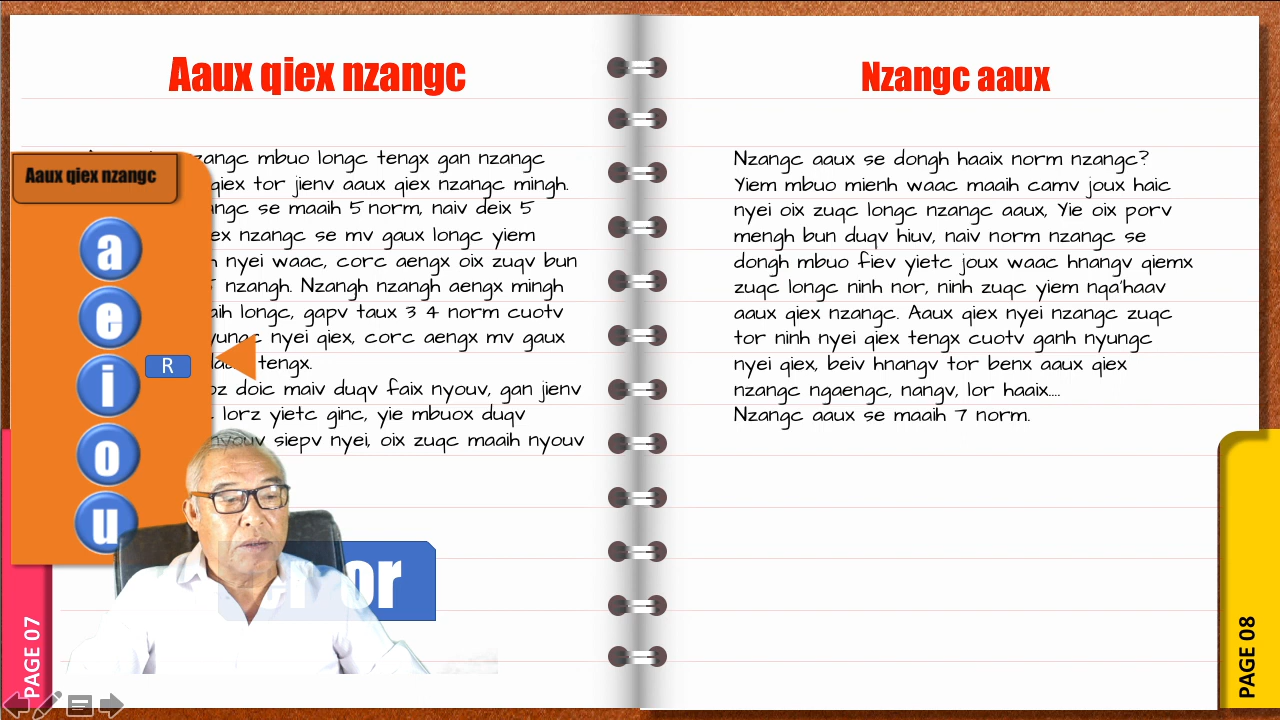 Aaux qiex nzangc
nzangc mbuo longc tengx gan nzangc
qiex tor jienv aaux qiex nzangc mingh.
se maaih 5 norm, naiv deix 5
nzangc se mv gaux longc yiem
nyei waac, corc aengx oix zuqv bun
nzangh. Nzangh nzangh aengx mingh
longc, gapv taux 3 4 norm cuotv
nyei qiex, corc aengx mv gaux
tengx.
doic maiv duqv faix nyouv, gan jienv
lorz yietc ginc, yie mbuox duqv
nyouv siepv nyei, oix zuqc maaih nyouv
Aaux qiex nzangc
a
e
i
o
u
R
or
PAGE 07
Nzangc aaux
Nzangc aaux se dongh haaix norm nzangc?
Yiem mbuo mienh waac maaih camv joux haic
nyei oix zuqc longc nzangc aaux, Yie oix porv
mengh bun duqv hiuv, naiv norm nzangc se
dongh mbuo fiev yietc joux waac hnangv qiemx
zuqc longc ninh nor, ninh zuqc yiem nqa'haav
aaux qiex nzangc. Aaux qiex nyei nzangc zuqc
tor ninh nyei qiex tengx cuotv ganh nyungc
nyei qiex, beiv hnangv tor benx aaux qiex
nzangc ngaengc, nangv, lor haaix....
Nzangc aaux se maaih 7 norm.
PAGE 08